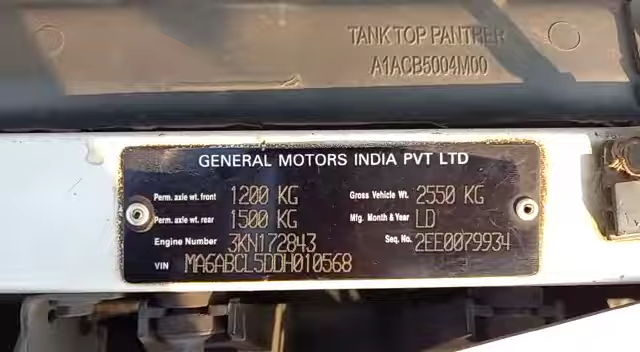 TANK TOP PANTHER
A1ACB5004M00
GENERAL MOTORS INDIA PVT LTD
Perm. axle wt. front 1200 KG Gross Vehicle Wt. 2550 KG
Perm. axle wt. rear 1500 KG Mfg. Month & Year LD
Engine Number 3KN172843 Seq. No. 2EE0079934
VIN MA6ABCL5DDH010568